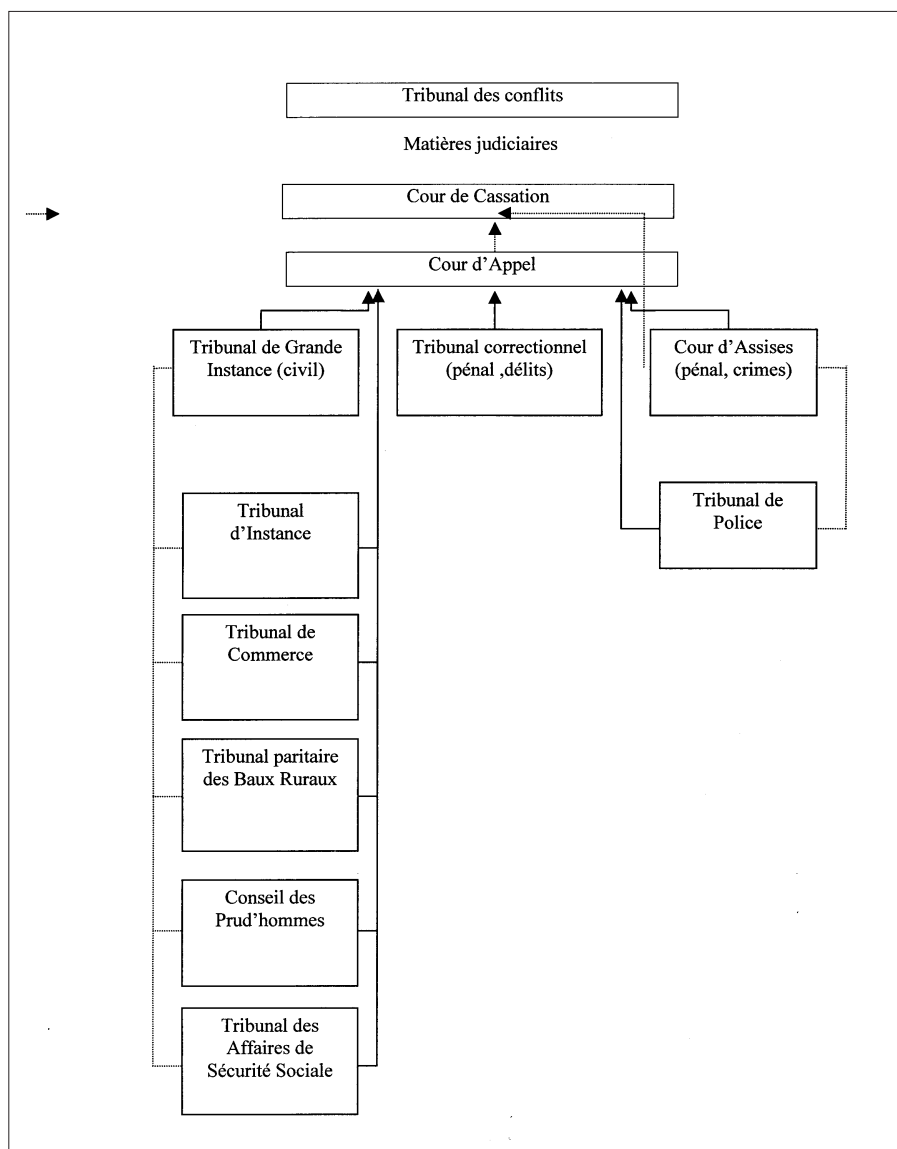 Tribunal des conflits
Matières judiciaires
Cour de Cassation
Cour d'Appel
Tribunal de Grande
Instance (civil)
Tribunal correctionnel
(pénal ,délits)
Cour d'Assises
(pénal, crimes)
Tribunal
d'Instance
Tribunal de
Police
Tribunal de
Commerce
Tribunal paritaire
des Baux Ruraux
Conseil des
Prud'hommes
Tribunal des
Affaires de
Sécurité Sociale